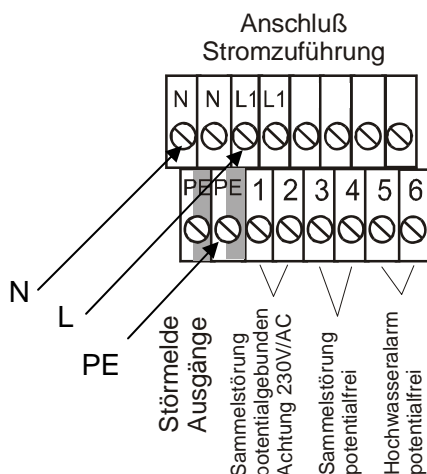 Anschluß
Stromzuführung
N N L1 L1
PE PE 1 2 3 4 5 6
N
L
PE
Störmelde
Ausgänge
Sammelstörung
potentialgebunden
Achtung 230V/AC
Sammelstörung
potentialfrei
Hochwasseralarm
potentialfrei